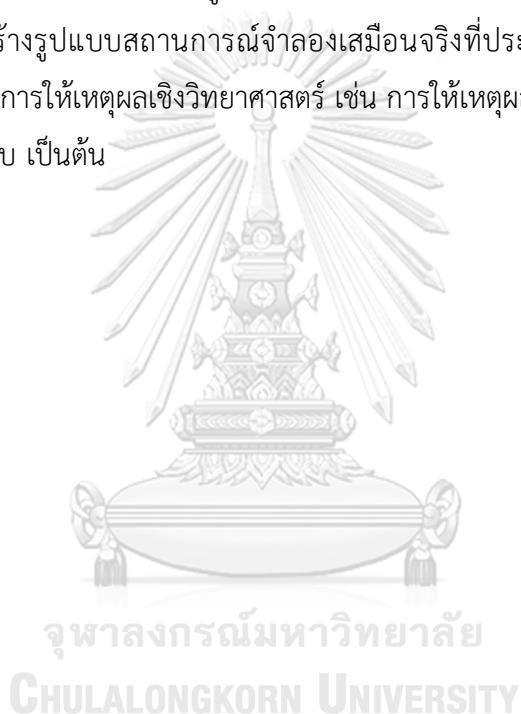 ร้างรูปแบบสถานการณ์จำลองเสมือนจริงที่ประ
การให้เหตุผลเชิงวิทยาศาสตร์ เช่น การให้เหตุผล
บ เป็นต้น
จุฬาลงกรณ์มหาวิทยาลัย
CHULALONGKORN UNIVERSITY